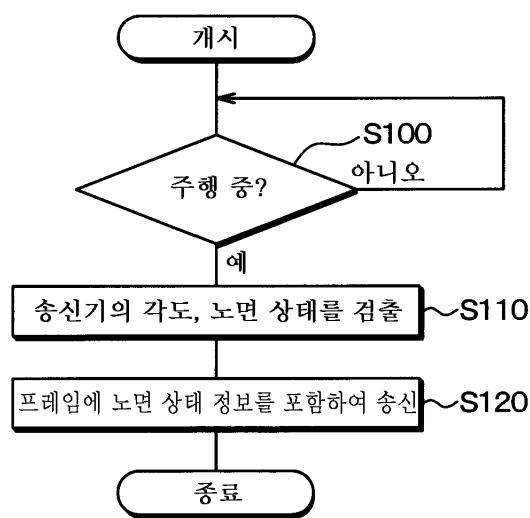 개시
S100
주행 중?
아니오
예
송신기의 각도, 노면 상태를 검출
S110
프레임에 노면 상태 정보를 포함하여 송신
S120
종료